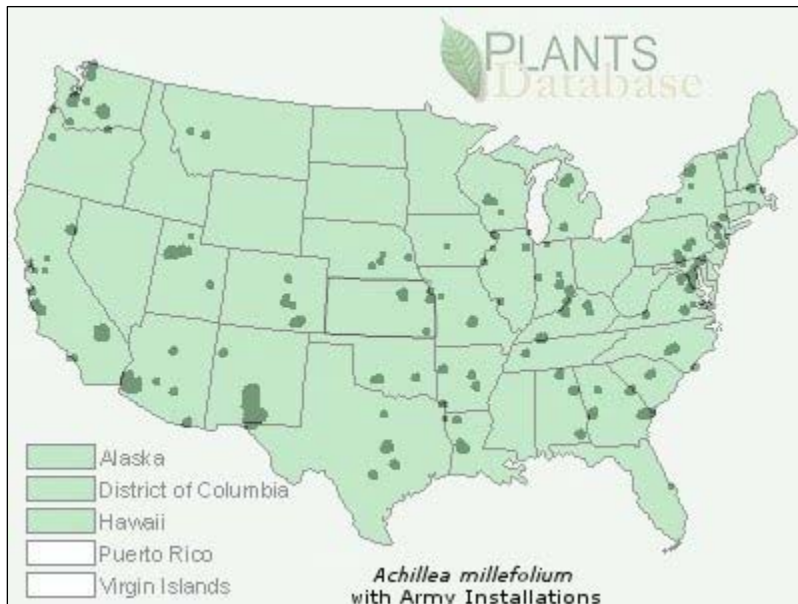 PLANTS
Database
Alaska
District of Columbia
Hawaii
Puerto Rico
Virgin Islands
Achillea millefolium
with Army Installations